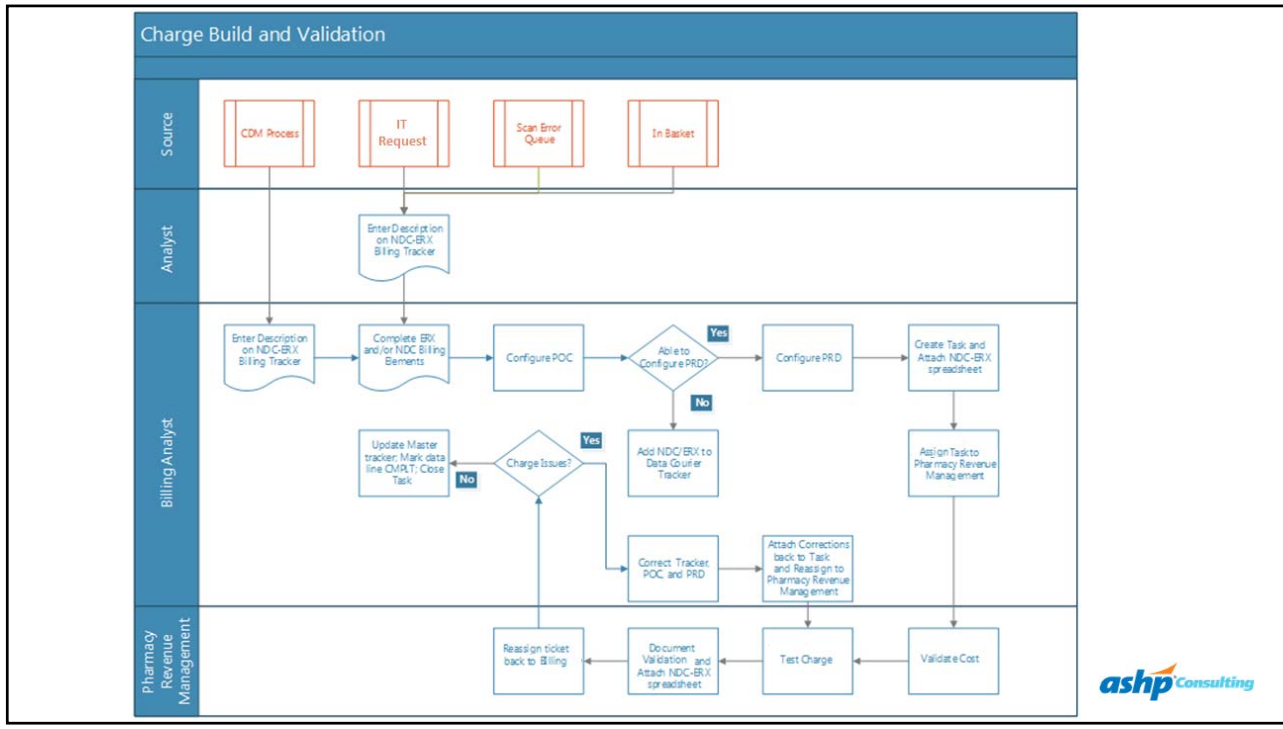 Charge Build and Validation
Source
CDM Process
IT
Request
Scan Error
Queue
In Basket
Analyst
Enter Description
on NDC-ERX
Billing Tracker
Billing Analyst
Enter Description
on NDC-ERX
Billing Tracker
Complete ERX
and/or NDC Billing
Elements
Configure POC
Able to
Configure PRD?
Yes
No
Configure PRD
Create Task and
Attach NDC-ERX
spreadsheet
Update Master
tracker; Mark data
line CMPLT; Close
Task
No
Charge Issues?
Yes
Add NDC/ERX to
Data Courier
Tracker
Assign Task to
Pharmacy Revenue
Management
Correct Tracker,
POC, and PRD
Attach Corrections
back to Task
and Reassign to
Pharmacy Revenue
Management
Pharmacy
Revenue
Management
Reassign ticket
back to Billing
Document
Validation and
Attach NDC-ERX
spreadsheet
Test Charge
Validate Cost
ashp Consulting